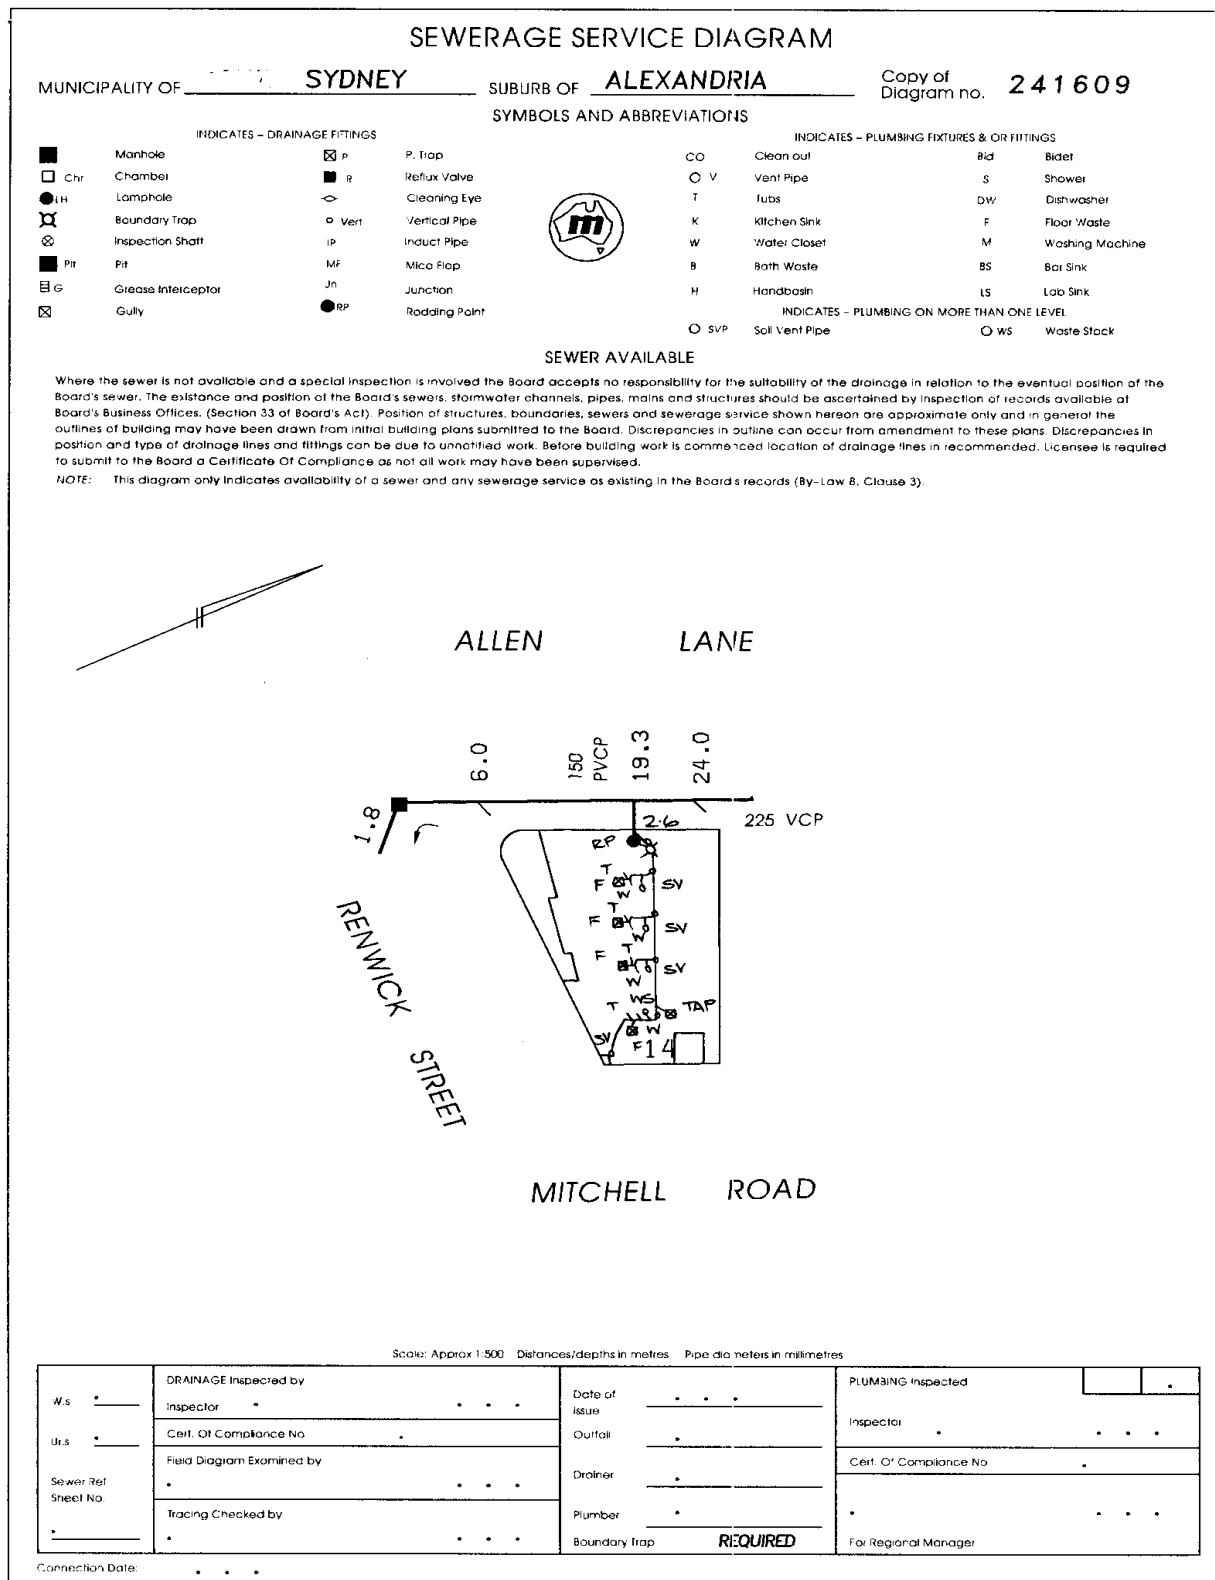 SEWERAGE SERVICE DIAGRAM
MUNICIPALITY OF SYDNEY SUBURB OF ALEXANDRIA Copy of Diagram no. 241609
SYMBOLS AND ABBREVIATIONS
INDICATES – DRAINAGE FITTINGS
INDICATES – PLUMBING FIXTURES & OR FITTINGS
Manhole P P. Trap CO Clean out Bid Bidet
Chr Chamber R Reflux Valve V Vent Pipe S Shower
LH Lamphole Cleaning Eye T Tubs DW Dishwasher
Boundary Trap Vert Vertical Pipe K Kitchen Sink F Floor Waste
Inspection Shaft IP Induct Pipe W Water Closet M Washing Machine
Pit Pit MF Mica Flap B Bath Waste BS Bar Sink
G Grease Interceptor Jn Junction H Handbasin LS Lab Sink
Gully RP Rodding Point
INDICATES – PLUMBING ON MORE THAN ONE LEVEL
SVP Soil Vent Pipe WS Waste Stack
SEWER AVAILABLE
Where the sewer is not available and a special inspection is involved the Board accepts no responsibility for the suitability of the drainage in relation to the eventual position of the
Board's sewer. The existance and position of the Board's sewers, stormwater channels, pipes, mains and structures should be ascertained by inspection of records available at
Board's Business Offices. (Section 33 of Board's Act). Position of structures, boundaries, sewers and sewerage service shown hereon are approximate only and in general the
outlines of building may have been drawn from initial building plans submitted to the Board. Discrepancies in outline can occur from amendment to these plans. Discrepancies in
position and type of drainage lines and fittings can be due to unnotified work. Before building work is commenced location of drainage lines in recommended. Licensee is required
to submit to the Board a Certificate Of Compliance as not all work may have been supervised.
NOTE: This diagram only indicates availability of a sewer and any sewerage service as existing in the Board's records (By-Law 8, Clause 3).
ALLEN LANE
6.0
150
PVCP
19.3
24.0
1.8
2.6
225 VCP
RP
T
F
W
SV
T
F
W
SV
T
F
W
SV
T
WS
TAP
W
SV
F
14
RENWICK STREET
MITCHELL ROAD
Scale: Approx 1:500 Distances/depths in metres Pipe diameters in millimetres
W.s
Ur.s
Sewer Ref
Sheet No.
DRAINAGE Inspected by
Inspector
Cert. Of Compliance No
Field Diagram Examined by
Tracing Checked by
Date of
Issue
Outfall
Drainer
Plumber
Boundary Trap REQUIRED
PLUMBING Inspected
Inspector
Cert. Of Compliance No
For Regional Manager
Connection Date: